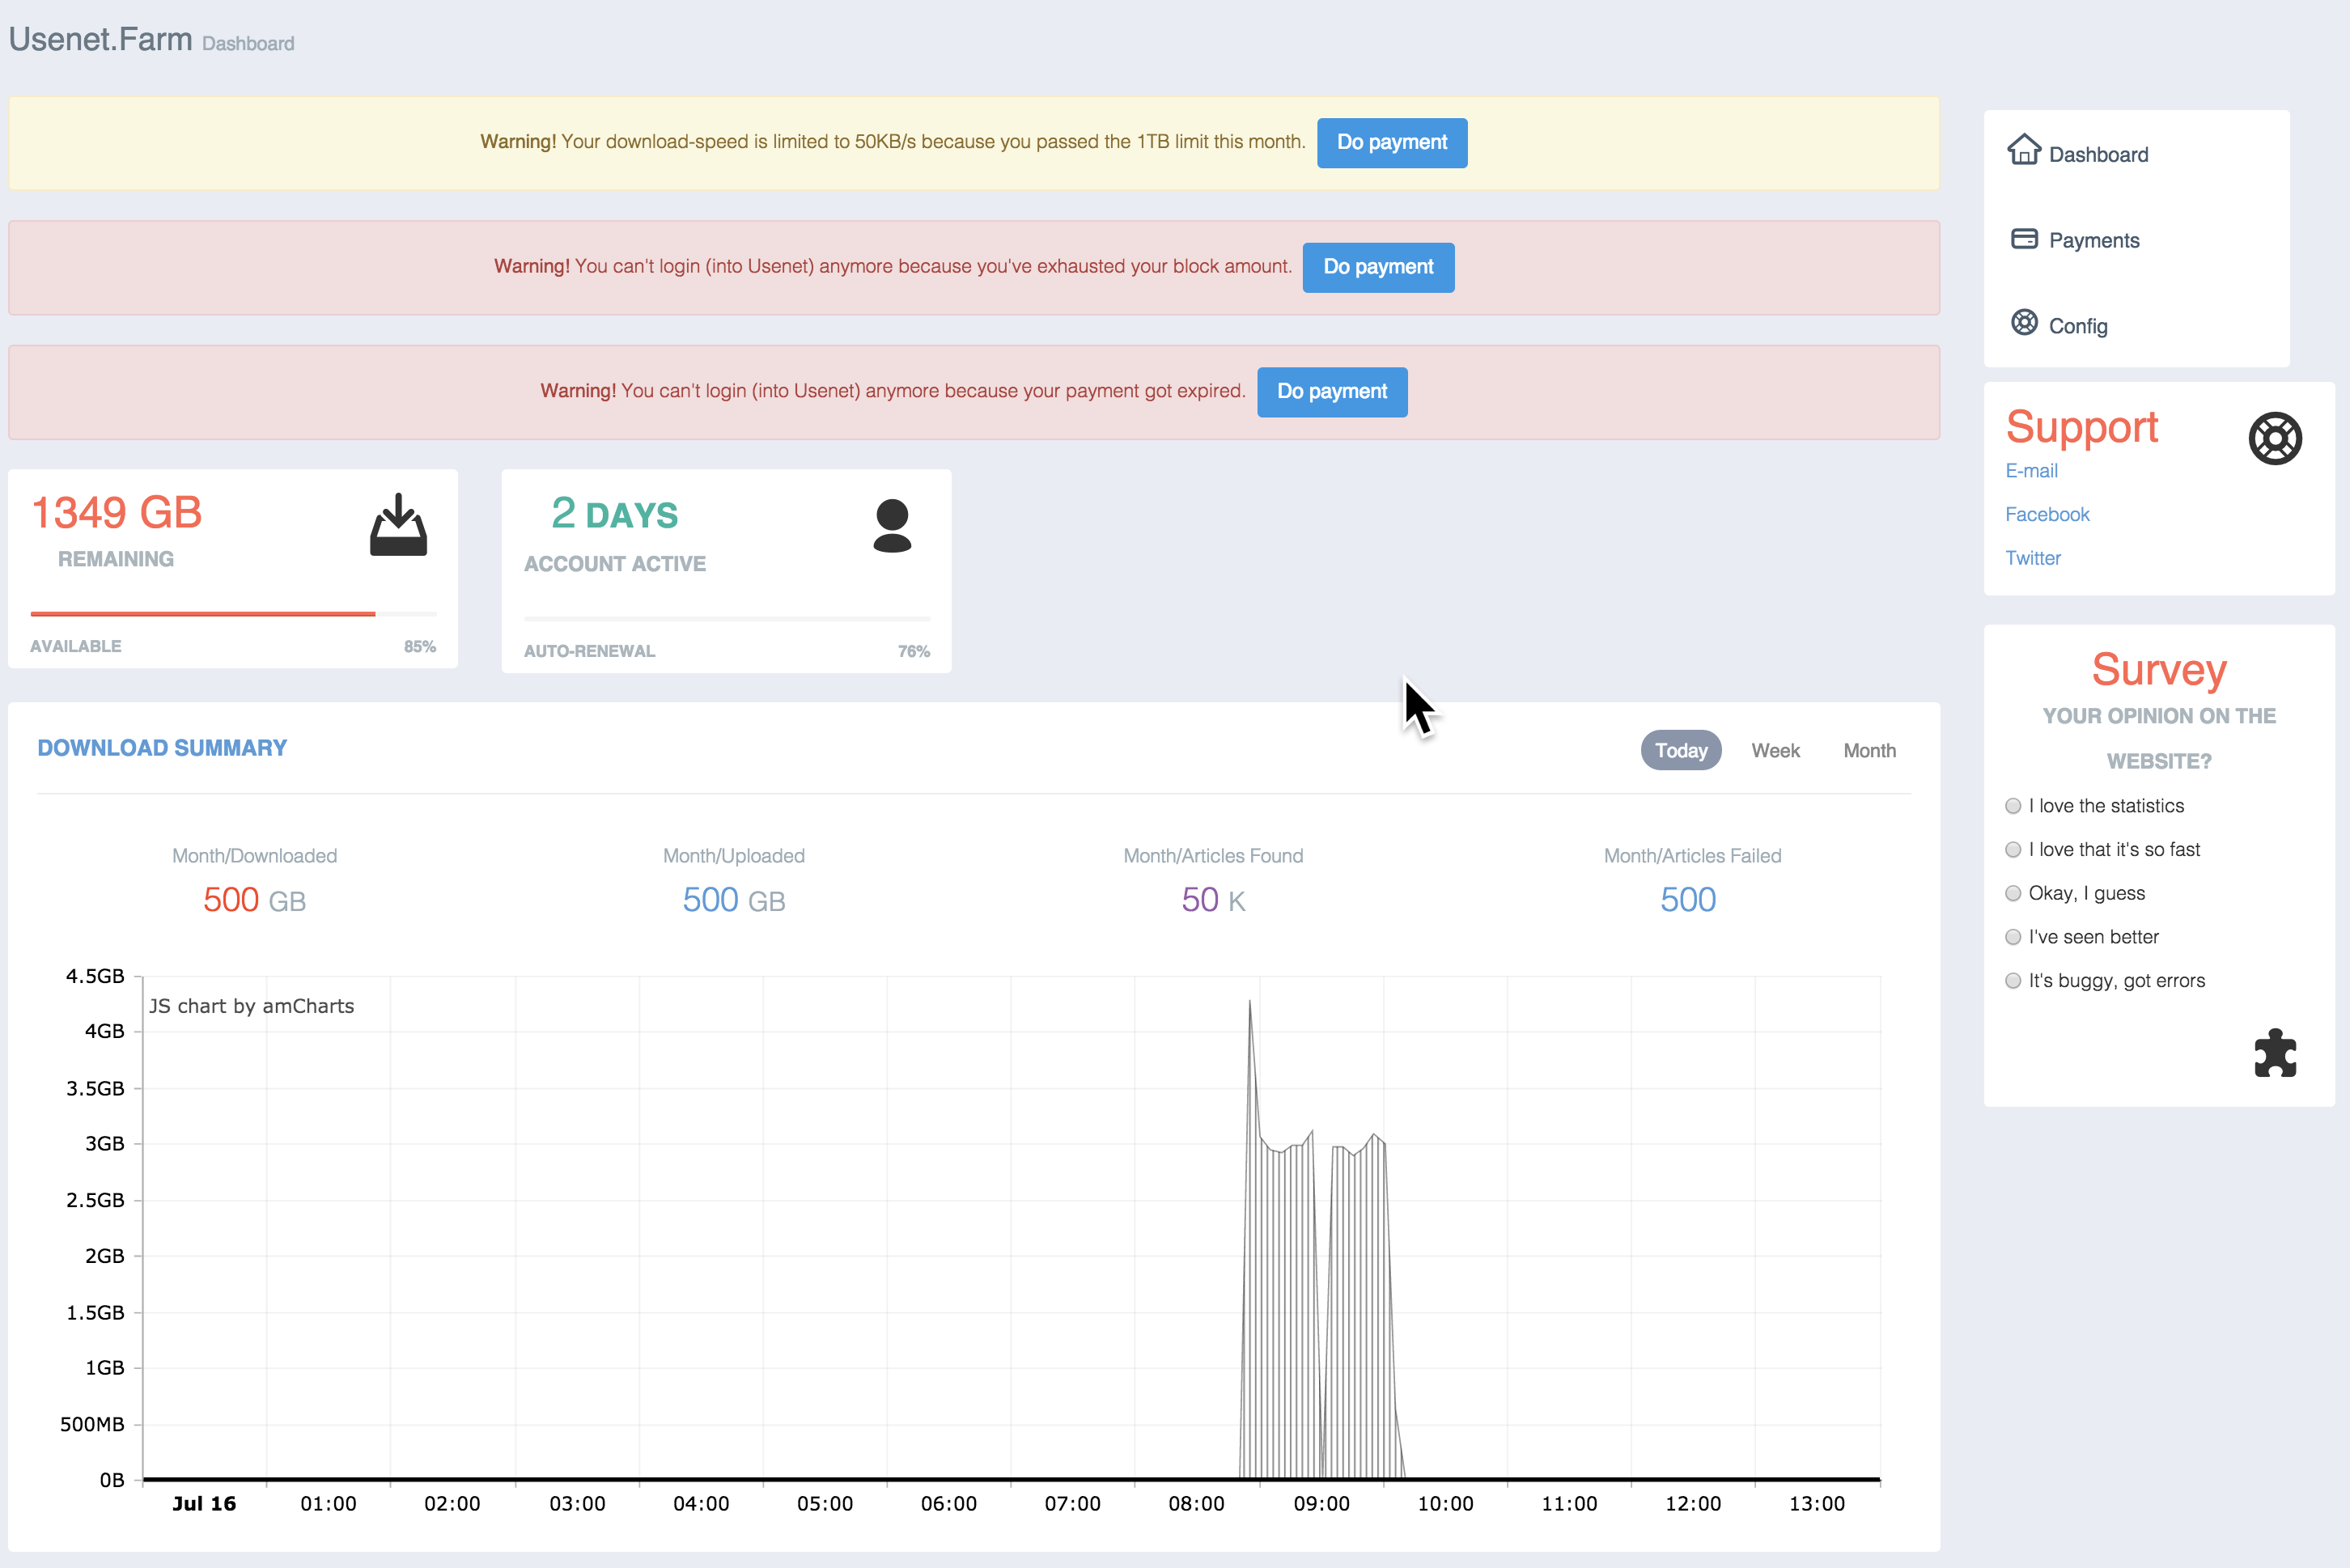 Usenet.Farm Dashboard
Warning! Your download-speed is limited to 50KB/s because you passed the 1TB limit this month. Do payment
Warning! You can't login (into Usenet) anymore because you've exhausted your block amount. Do payment
Warning! You can't login (into Usenet) anymore because your payment got expired. Do payment
1349 GB
REMAINING
AVAILABLE 85%
2 DAYS
ACCOUNT ACTIVE
AUTO-RENEWAL 76%
DOWNLOAD SUMMARY
Today Week Month
Month/Downloaded
500 GB
Month/Uploaded
500 GB
Month/Articles Found
50 K
Month/Articles Failed
500
JS chart by amCharts
4.5GB
4GB
3.5GB
3GB
2.5GB
2GB
1.5GB
1GB
500MB
0B
Jul 16 01:00 02:00 03:00 04:00 05:00 06:00 07:00 08:00 09:00 10:00 11:00 12:00 13:00
Dashboard
Payments
Config
Support
E-mail
Facebook
Twitter
Survey
YOUR OPINION ON THE
WEBSITE?
I love the statistics
I love that it's so fast
Okay, I guess
I've seen better
It's buggy, got errors